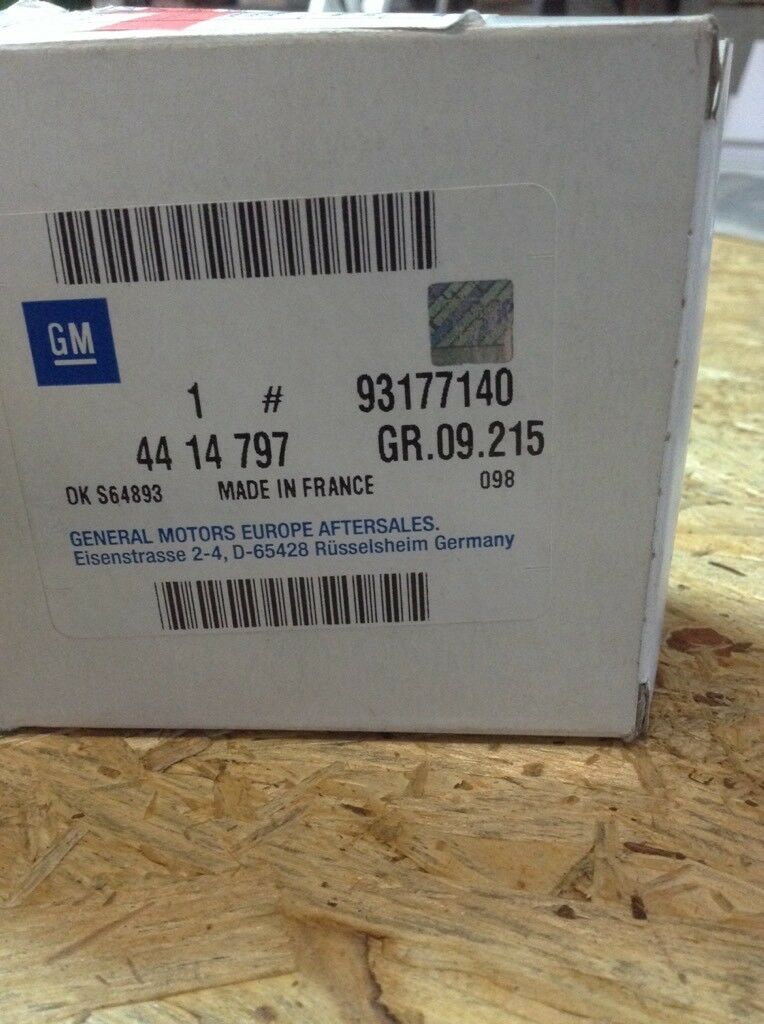 GM
1 # 93177140
44 14 797 GR.09.215
OK S64893 MADE IN FRANCE 098
GENERAL MOTORS EUROPE AFTERSALES.
Eisenstrasse 2-4, D-65428 Rüsselsheim Germany